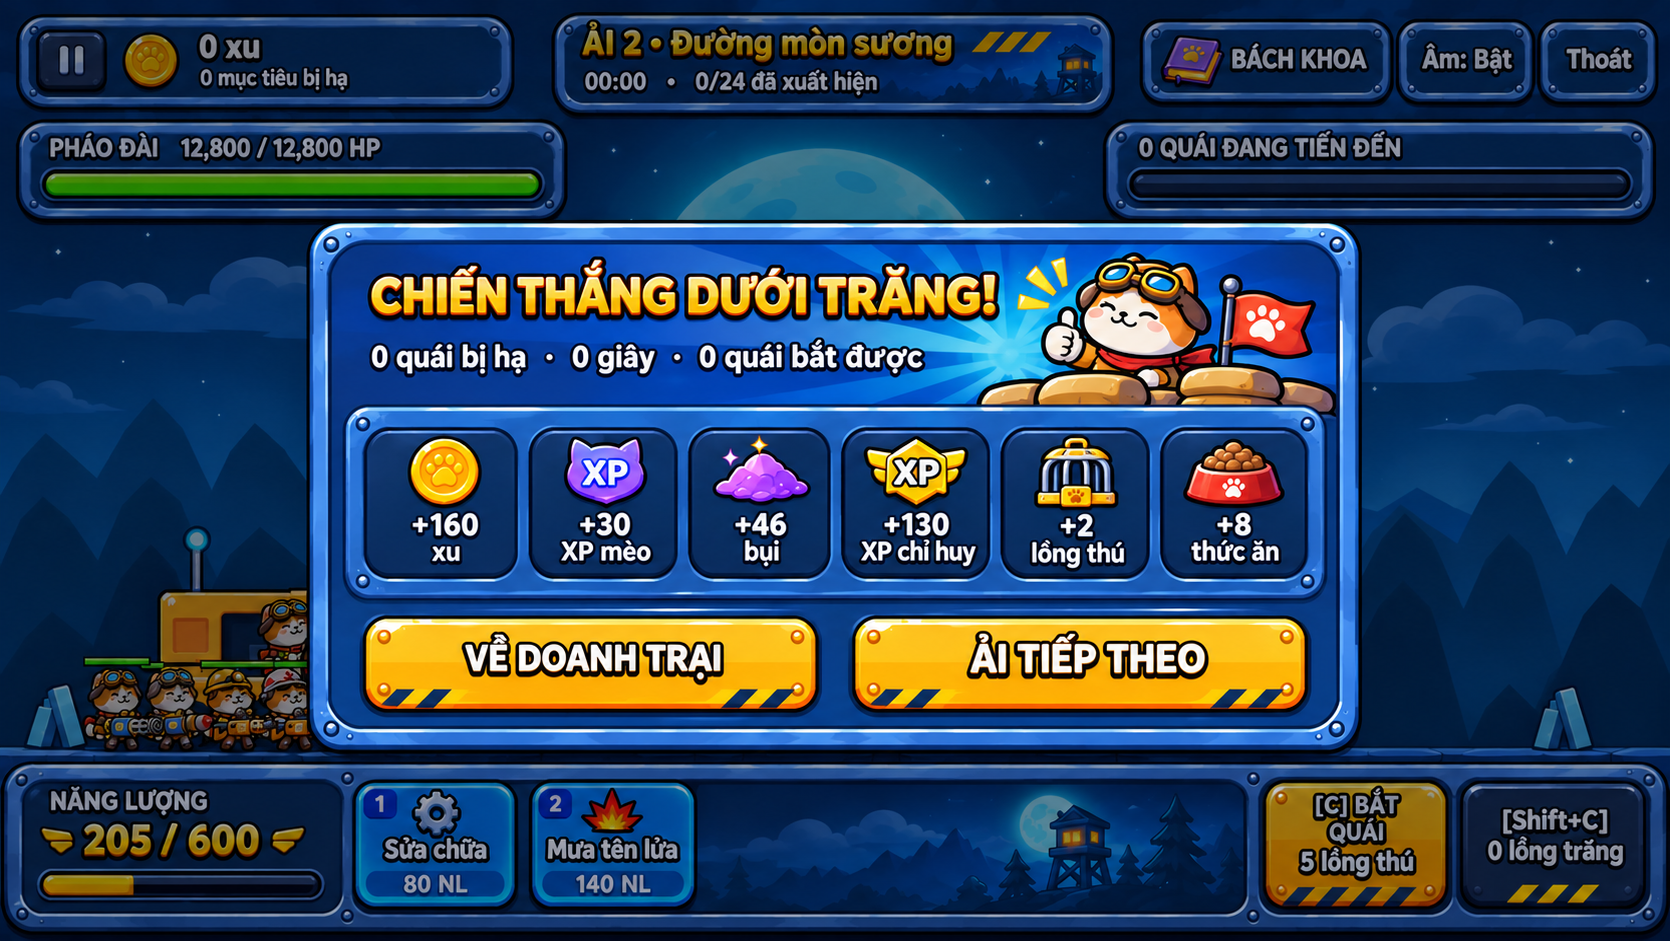 0 xu
0 mục tiêu bị hạ
ẢI 2 • Đường mòn sương
00:00 • 0/24 đã xuất hiện
BÁCH KHOA
Âm: Bật
Thoát
PHÁO ĐÀI 12,800 / 12,800 HP
0 QUÁI ĐANG TIẾN ĐẾN
CHIẾN THẮNG DƯỚI TRĂNG!
0 quái bị hạ · 0 giây · 0 quái bắt được
+160
xu
XP
+30
XP mèo
+46
bụi
XP
+130
XP chỉ huy
+2
lồng thú
+8
thức ăn
VỀ DOANH TRẠI
ẢI TIẾP THEO
NĂNG LƯỢNG
205 / 600
1
Sửa chữa
80 NL
2
Mưa tên lửa
140 NL
[C] BẮT
QUÁI
5 lồng thú
[Shift+C]
0 lồng trăng